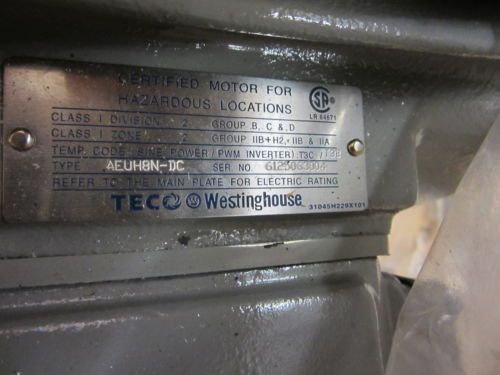 CERTIFIED MOTOR FOR
HAZARDOUS LOCATIONS
SA
LR 64671
CLASS I DIVISION 2 GROUP B, C & D
CLASS I ZONE 2 GROUP IIB+H2, IIB & IIA
TEMP. CODE (SINE POWER/PWM INVERTER): T3C /
TYPE AEUH8N-DC SER. NO.
REFER TO THE MAIN PLATE FOR ELECTRIC RATING
TECO W Westinghouse
31045H229X101